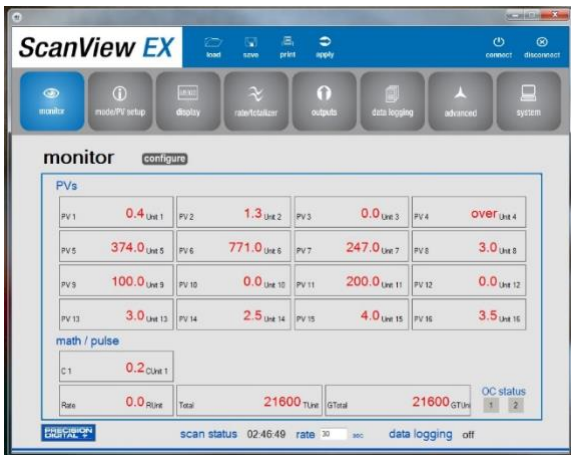 ScanView EX
load save print apply connect disconnect
monitor mode/PV setup display rate/totalizer outputs data logging advanced system
monitor configure
PVs
PV 1 0.4 Unit 1 PV 2 1.3 Unit 2 PV 3 0.0 Unit 3 PV 4 over Unit 4
PV 5 374.0 Unit 5 PV 6 771.0 Unit 6 PV 7 247.0 Unit 7 PV 8 3.0 Unit 8
PV 9 100.0 Unit 9 PV 10 0.0 Unit 10 PV 11 200.0 Unit 11 PV 12 0.0 Unit 12
PV 13 3.0 Unit 13 PV 14 2.5 Unit 14 PV 15 4.0 Unit 15 PV 16 3.5 Unit 16
math / pulse
C 1 0.2 CUnit 1
OC status
Rate 0.0 RUnit Total 21600 TUnit GTotal 21600 GTUni 1 2
PRECISION DIGITAL scan status 02:46:49 rate 30 sec data logging off